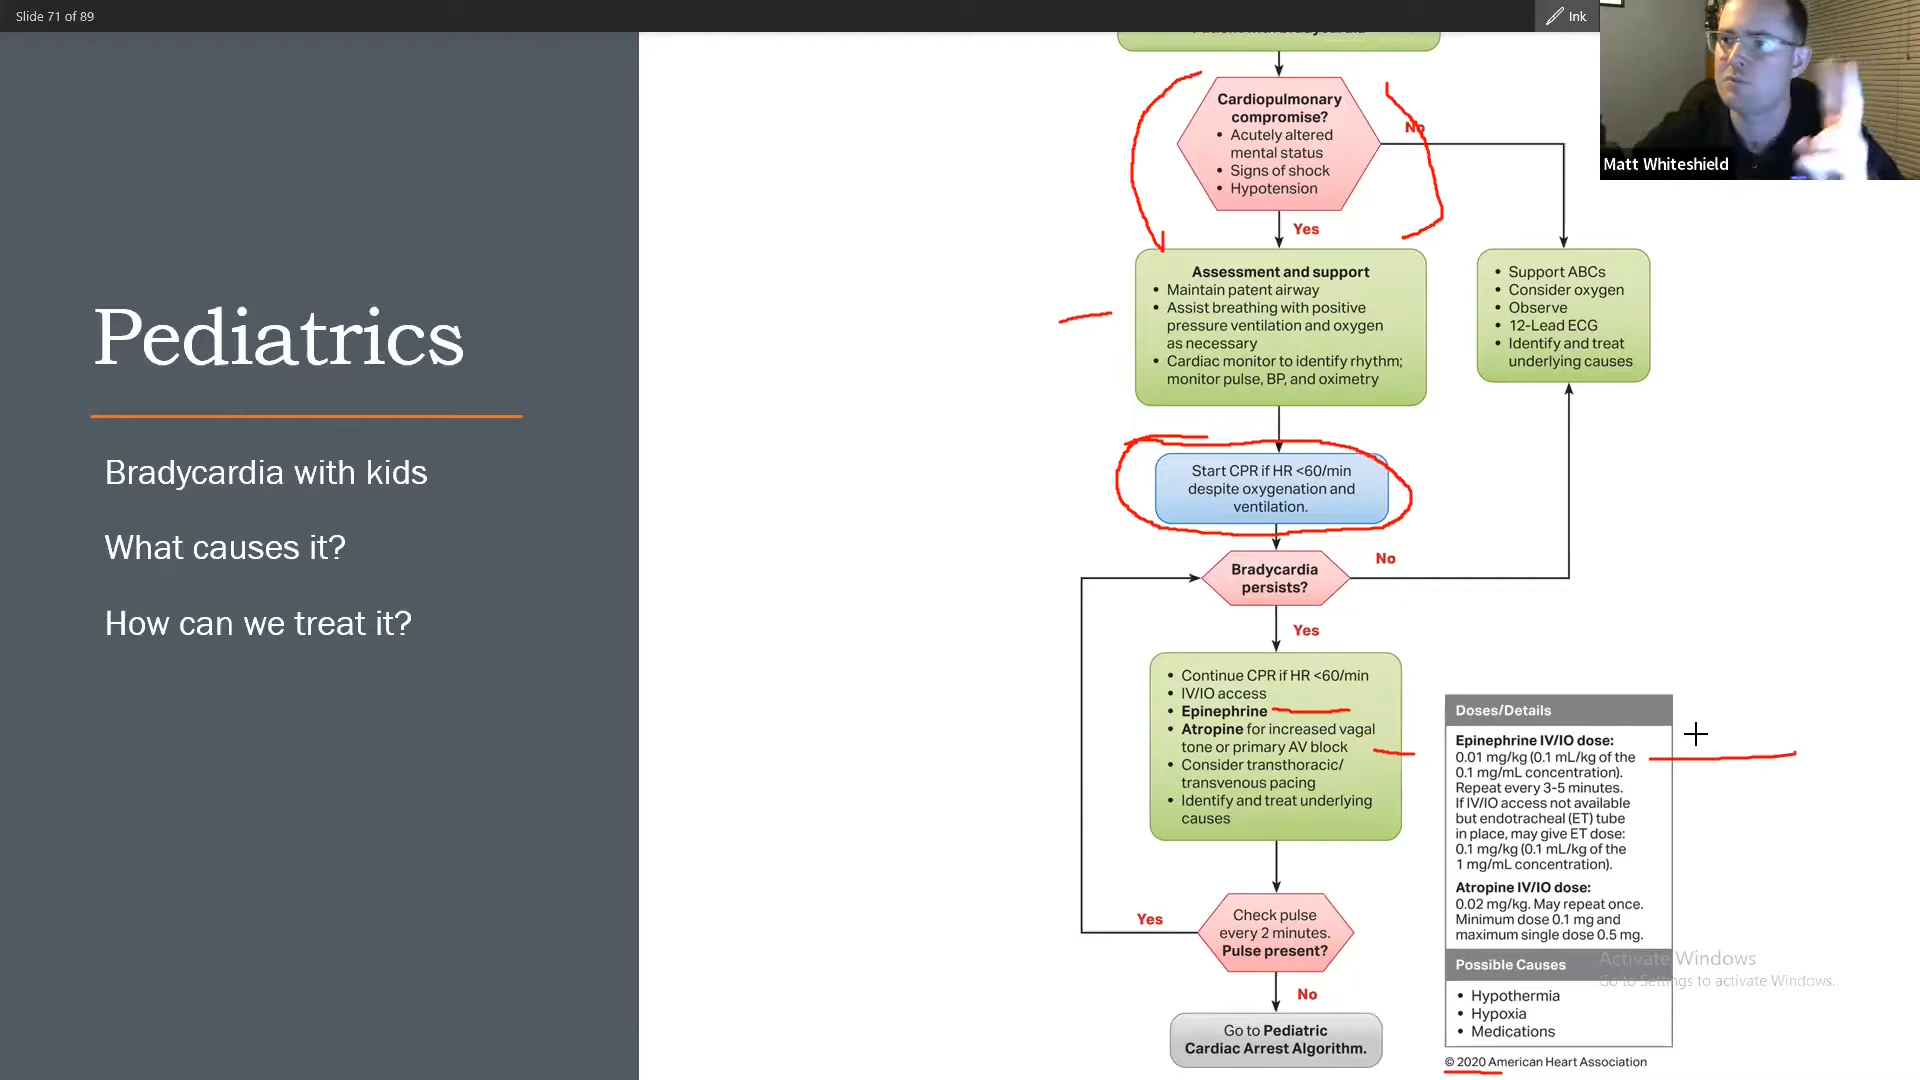 Slide 71 of 89
Ink
Matt Whiteshield
Pediatrics
Bradycardia with kids
What causes it?
How can we treat it?
Cardiopulmonary
compromise?
• Acutely altered
mental status
• Signs of shock
• Hypotension
No
Yes
Assessment and support
• Maintain patent airway
• Assist breathing with positive
pressure ventilation and oxygen
as necessary
• Cardiac monitor to identify rhythm;
monitor pulse, BP, and oximetry
• Support ABCs
• Consider oxygen
• Observe
• 12-Lead ECG
• Identify and treat
underlying causes
Start CPR if HR <60/min
despite oxygenation and
ventilation.
Bradycardia
persists?
No
Yes
• Continue CPR if HR <60/min
• IV/IO access
• Epinephrine
• Atropine for increased vagal
tone or primary AV block
• Consider transthoracic/
transvenous pacing
• Identify and treat underlying
causes
Check pulse
every 2 minutes.
Pulse present?
Yes
No
Go to Pediatric
Cardiac Arrest Algorithm.
Doses/Details
Epinephrine IV/IO dose:
0.01 mg/kg (0.1 mL/kg of the
0.1 mg/mL concentration).
Repeat every 3-5 minutes.
If IV/IO access not available
but endotracheal (ET) tube
in place, may give ET dose:
0.1 mg/kg (0.1 mL/kg of the
1 mg/mL concentration).
Atropine IV/IO dose:
0.02 mg/kg. May repeat once.
Minimum dose 0.1 mg and
maximum single dose 0.5 mg.
Possible Causes
• Hypothermia
• Hypoxia
• Medications
© 2020 American Heart Association
Activate Windows
Go to Settings to activate Windows.